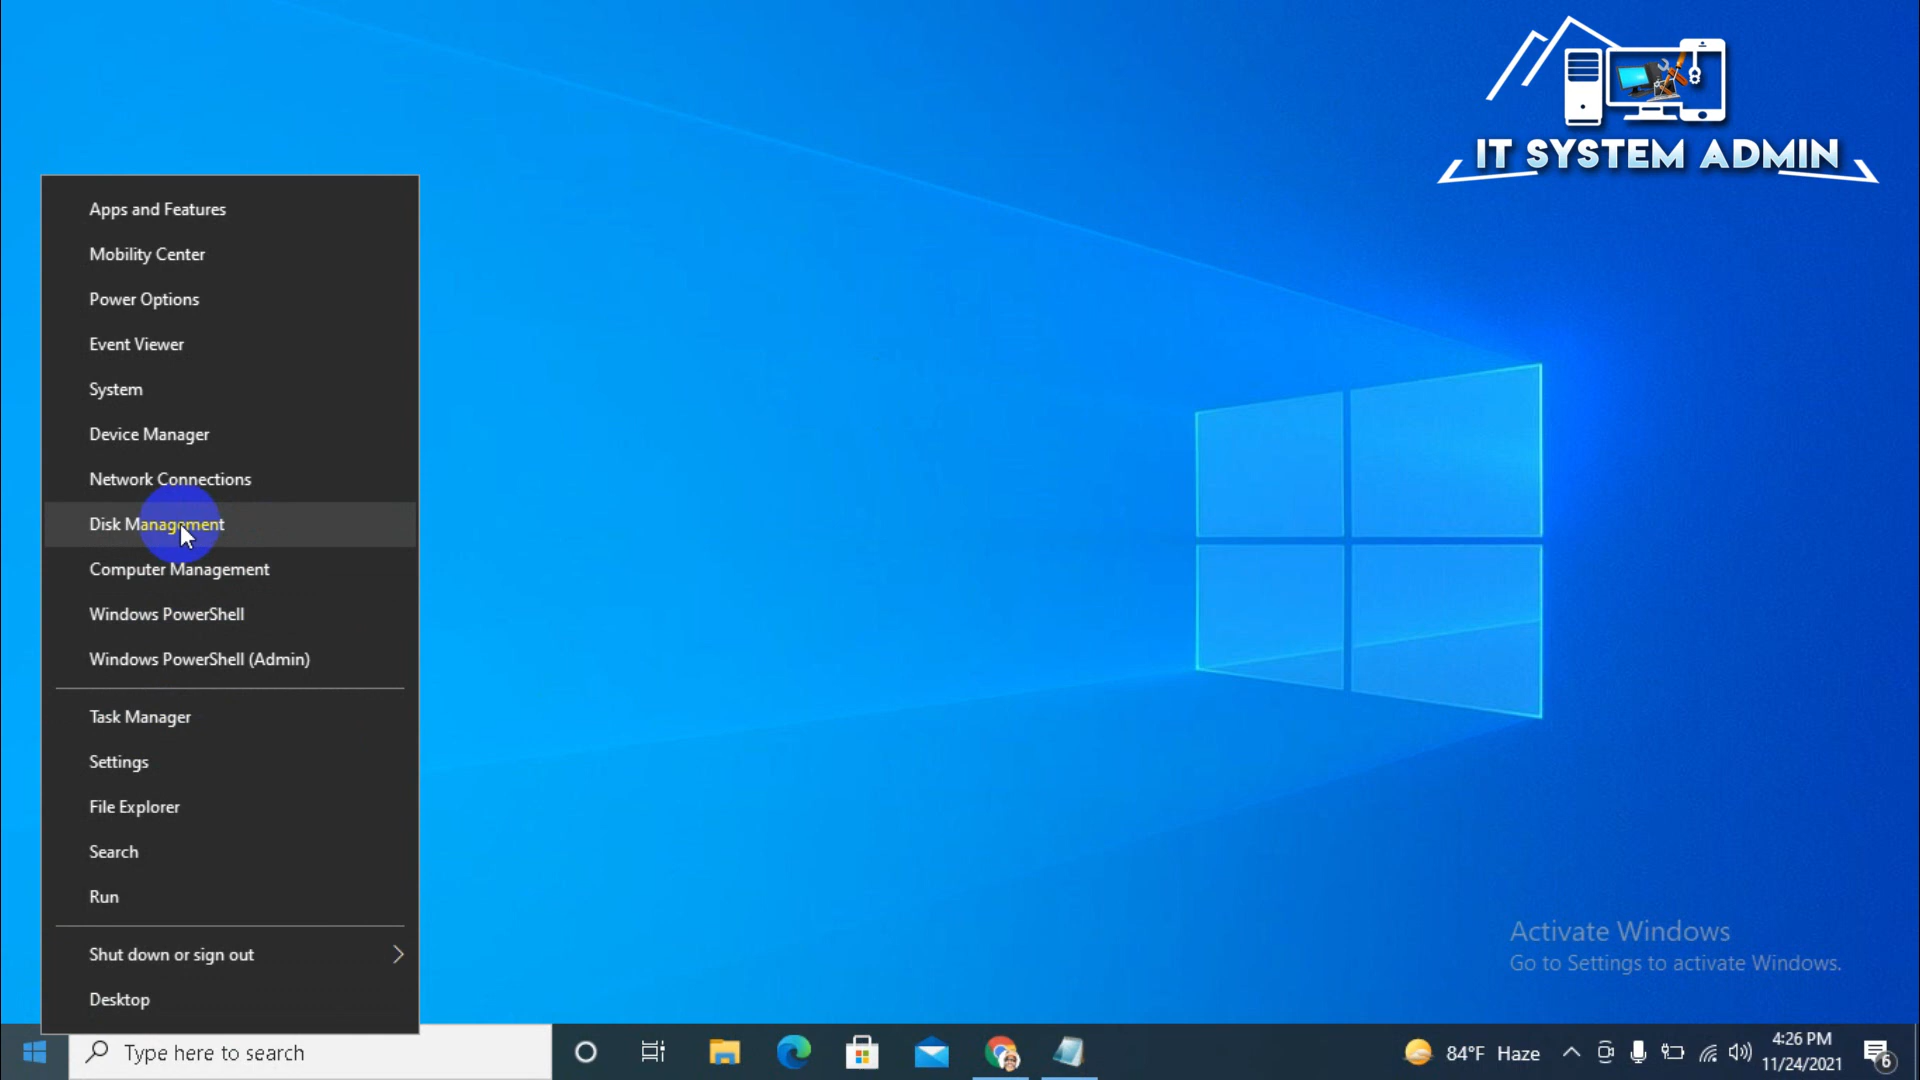 IT SYSTEM ADMIN
Apps and Features
Mobility Center
Power Options
Event Viewer
System
Device Manager
Network Connections
Disk Management
Computer Management
Windows PowerShell
Windows PowerShell (Admin)
Task Manager
Settings
File Explorer
Search
Run
Shut down or sign out
Desktop
Activate Windows
Go to Settings to activate Windows.
Type here to search
84°F Haze
4:26 PM
11/24/2021
6